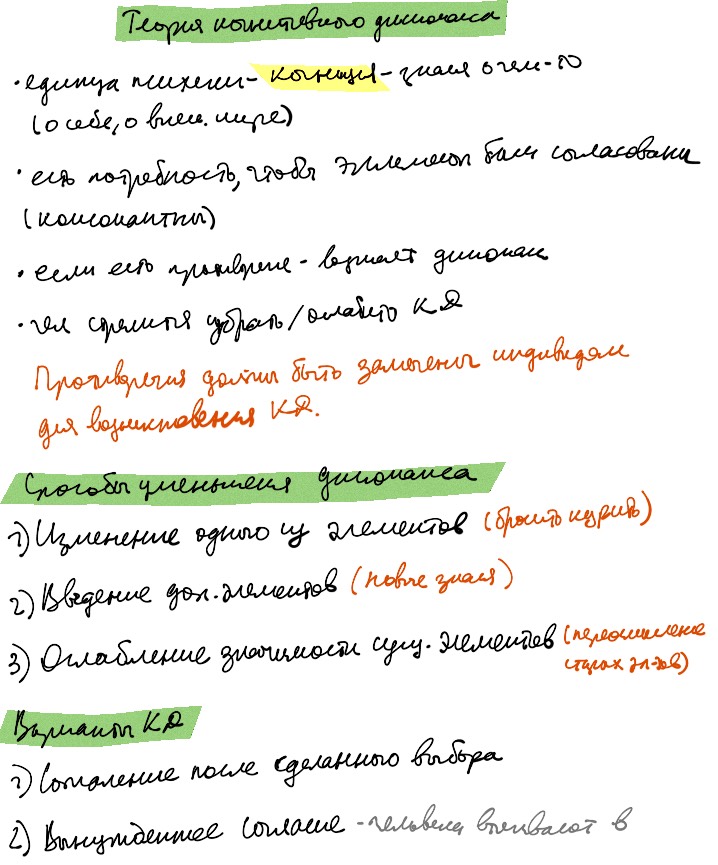 Теория когнитивного диссонанса
• единица психики - когниция - знания о чем-то
(о себе, о внеш. мире)
• есть потребность, чтобы элементы были согласованы
(консонантны)
• если есть противоречие - возникает диссонанс
• чел стремится убрать/ослабить КД
Противоречия должны быть замечены индивидом
для возникновения КД.
Способы уменьшения диссонанса
1) Изменение одного из элементов (бросить курить)
2) Введение доп. элементов (новые знания)
3) Ослабление значимости сущ. элементов (переосмысление
старых эл-тов)
Варианты КД
1) Сожаление после сделанного выбора
2) Вынужденное согласие - человека втягивают в